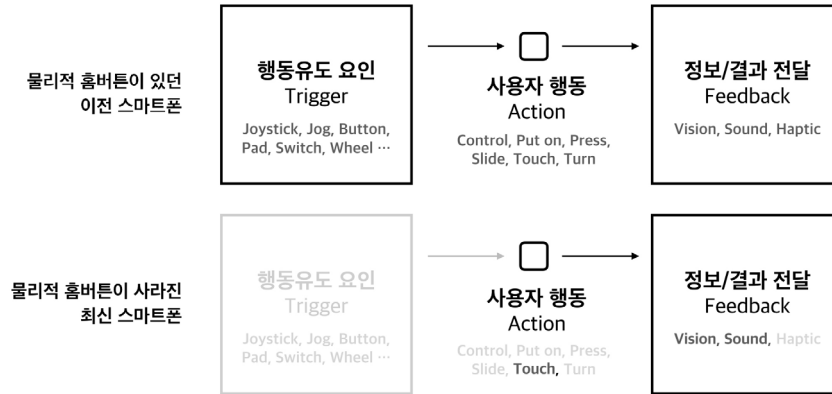 물리적 홈버튼이 있던
이전 스마트폰
행동유도 요인
Trigger
Joystick, Jog, Button,
Pad, Switch, Wheel ···
사용자 행동
Action
Control, Put on, Press,
Slide, Touch, Turn
정보/결과 전달
Feedback
Vision, Sound, Haptic
물리적 홈버튼이 사라진
최신 스마트폰
행동유도 요인
Trigger
Joystick, Jog, Button,
Pad, Switch, Wheel ···
사용자 행동
Action
Control, Put on, Press,
Slide, Touch, Turn
정보/결과 전달
Feedback
Vision, Sound, Haptic